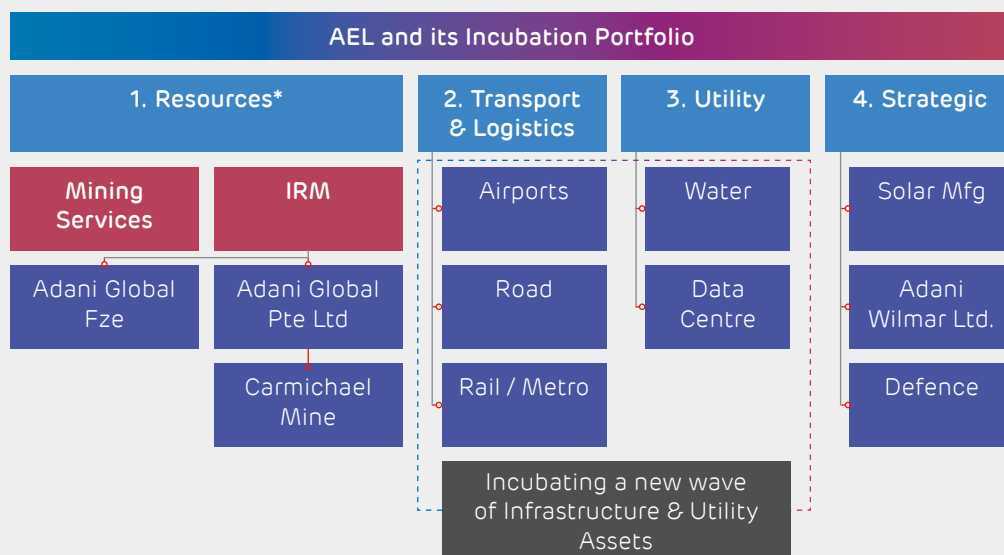 AEL and its Incubation Portfolio
1. Resources*
2. Transport
& Logistics
3. Utility
4. Strategic
Mining
Services
IRM
Adani Global
Fze
Adani Global
Pte Ltd
Carmichael
Mine
Airports
Road
Rail / Metro
Water
Data
Centre
Solar Mfg
Adani
Wilmar Ltd.
Defence
Incubating a new wave
of Infrastructure & Utility
Assets